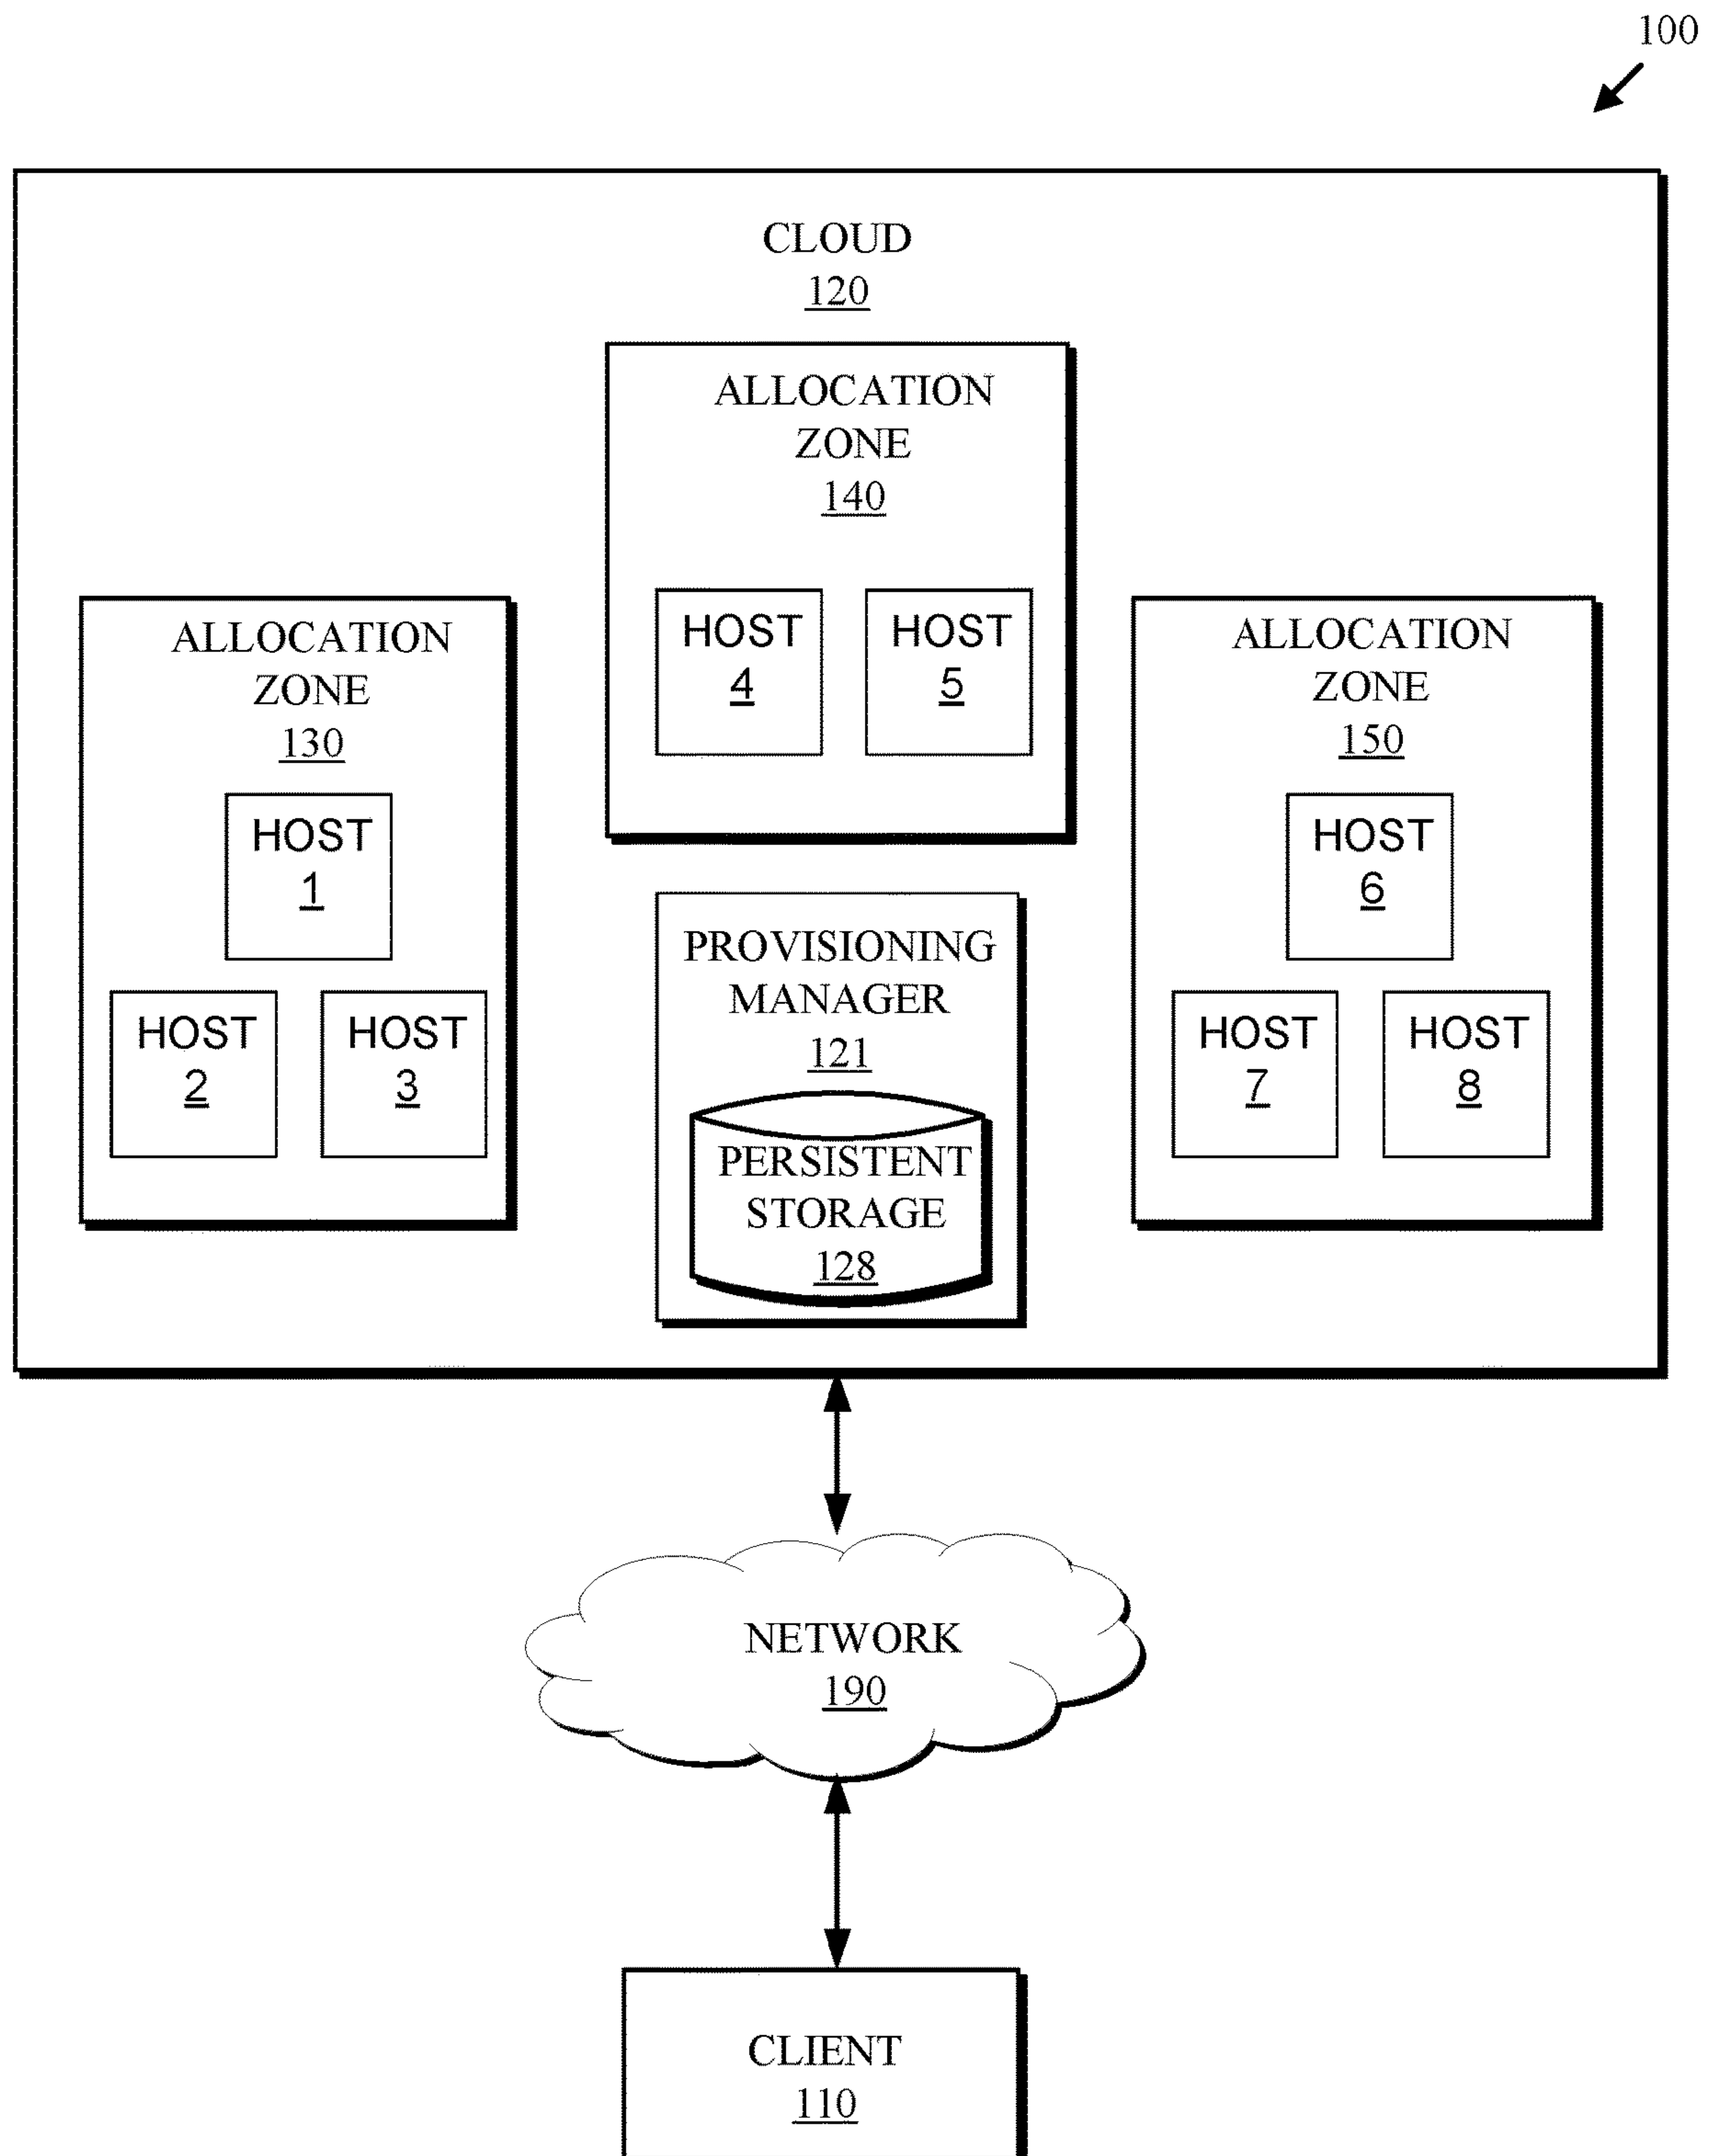 100
CLOUD
120
ALLOCATION
ZONE
140
HOST
4
HOST
5
ALLOCATION
ZONE
130
HOST
1
HOST
2
HOST
3
ALLOCATION
ZONE
150
HOST
6
HOST
7
HOST
8
PROVISIONING
MANAGER
121
PERSISTENT
STORAGE
128
NETWORK
190
CLIENT
110